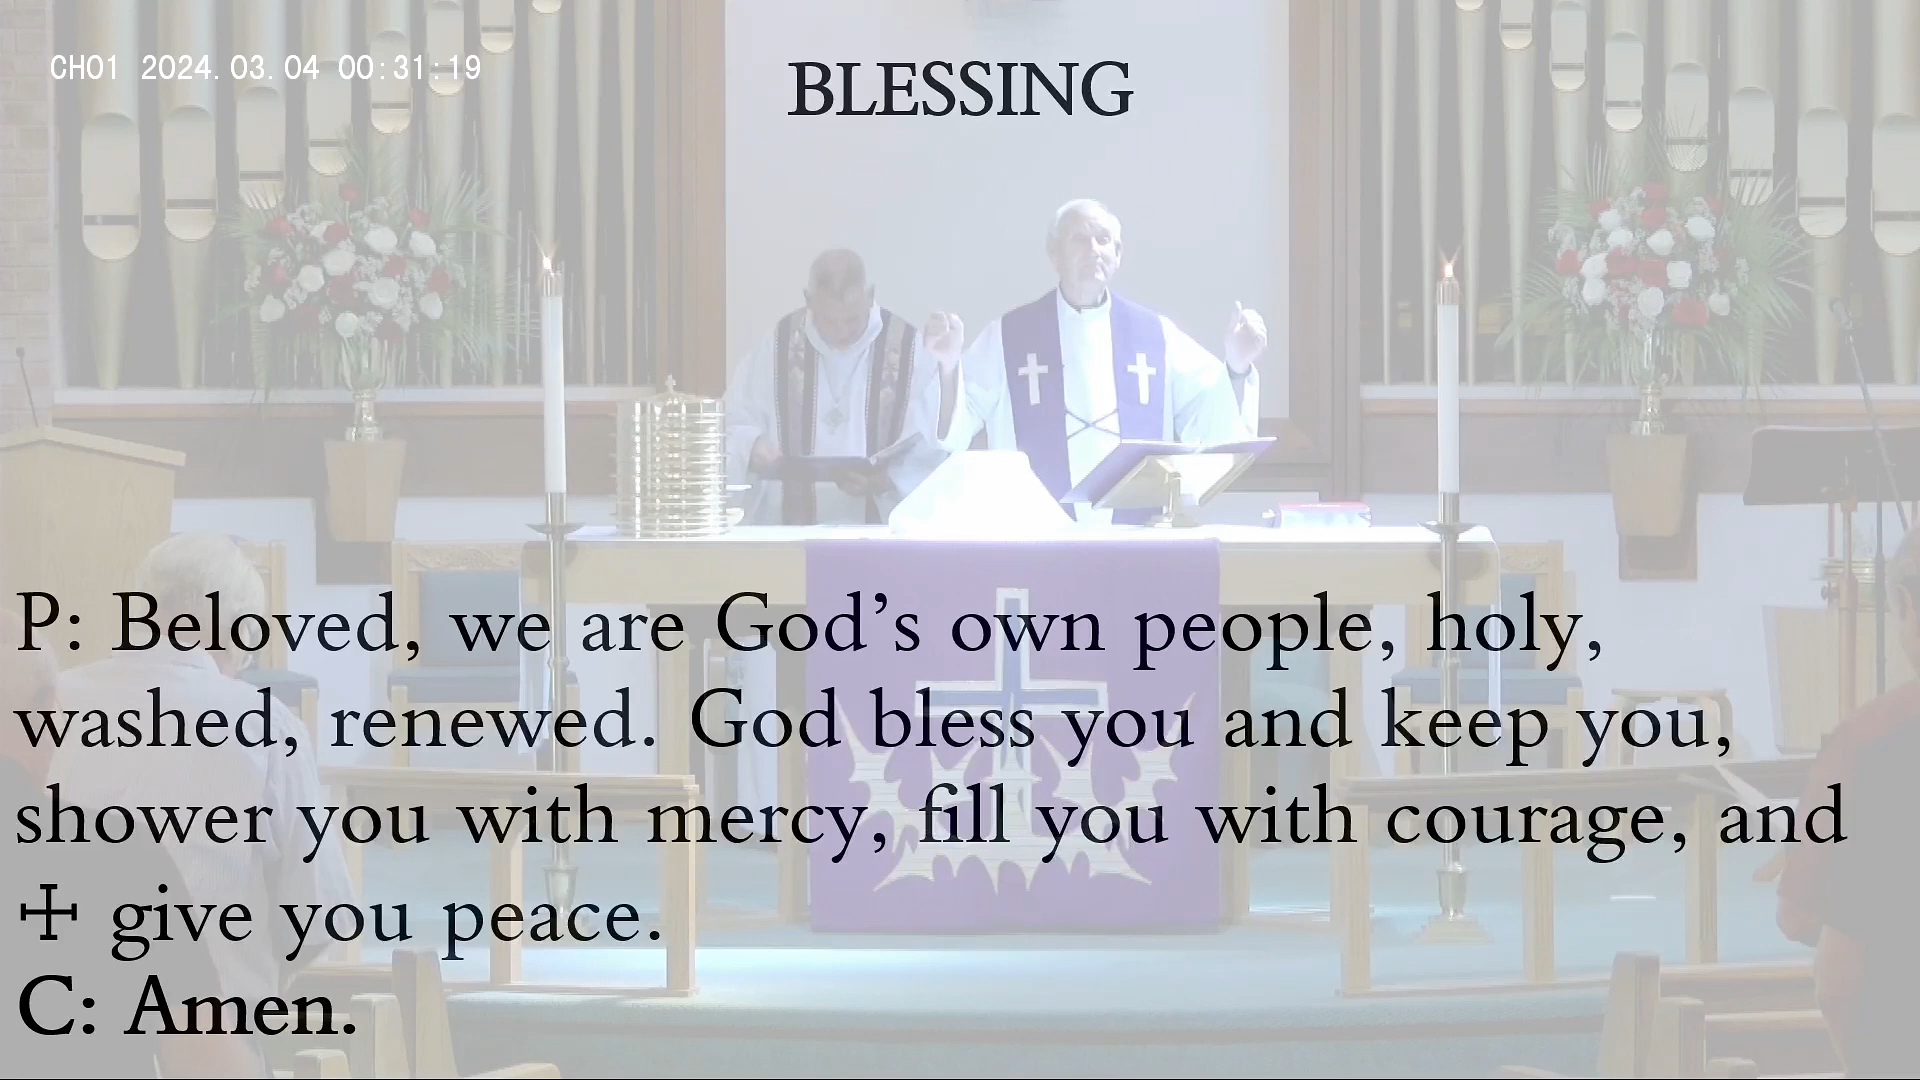 CH01 2024.03.04 00:31:19
BLESSING
P: Beloved, we are God’s own people, holy,
washed, renewed. God bless you and keep you,
shower you with mercy, fill you with courage, and
☩ give you peace.
C: Amen.